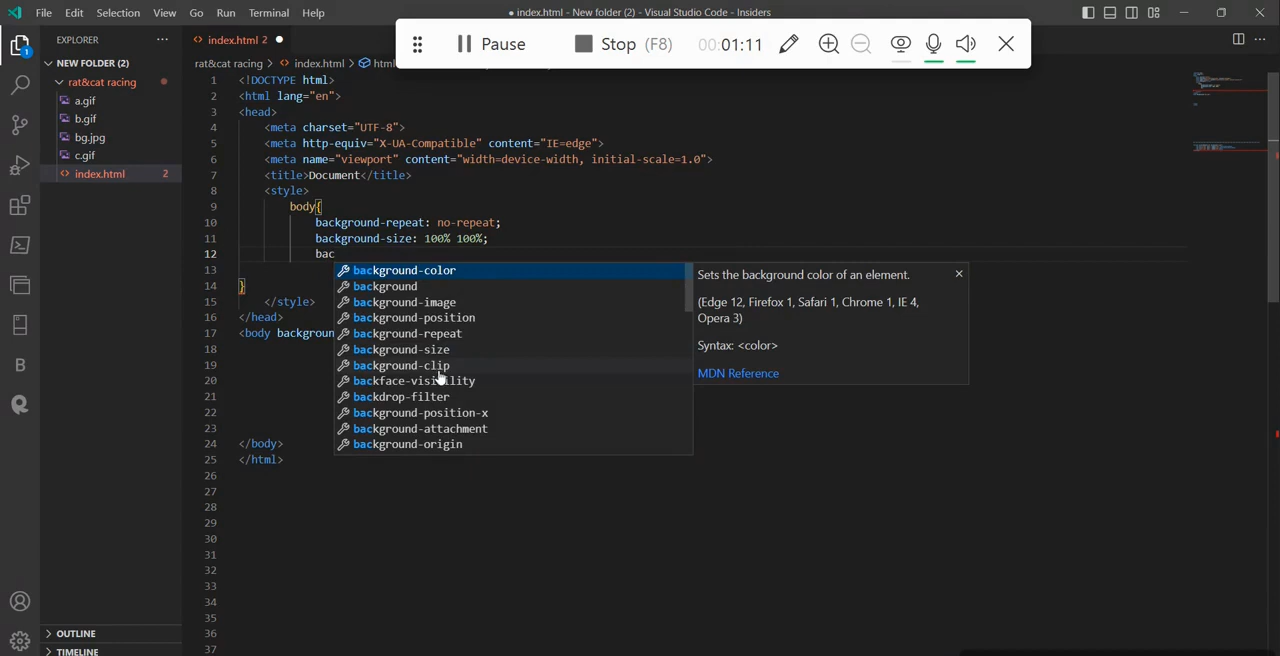 File Edit Selection View Go Run Terminal Help
● index.html - New folder (2) - Visual Studio Code - Insiders
Pause Stop (F8) 00:01:11
EXPLORER
NEW FOLDER (2)
rat&cat racing
a.gif
b.gif
bg.jpg
c.gif
index.html 2
OUTLINE
TIMELINE
1
B
index.html 2 ●
rat&cat racing > index.html > html
1 <!DOCTYPE html>
2 <html lang="en">
3 <head>
4 <meta charset="UTF-8">
5 <meta http-equiv="X-UA-Compatible" content="IE=edge">
6 <meta name="viewport" content="width=device-width, initial-scale=1.0">
7 <title>Document</title>
8 <style>
9 body{
10 background-repeat: no-repeat;
11 background-size: 100% 100%;
12 bac
13
14 }
15 </style>
16 </head>
17 <body backgroun
18
19
20
21
22
23
24 </body>
25 </html>
26
27
28
29
30
31
32
33
34
35
36
37
background-color
background
background-image
background-position
background-repeat
background-size
background-clip
backface-visibility
backdrop-filter
background-position-x
background-attachment
background-origin
Sets the background color of an element.
(Edge 12, Firefox 1, Safari 1, Chrome 1, IE 4,
Opera 3)
Syntax: <color>
MDN Reference